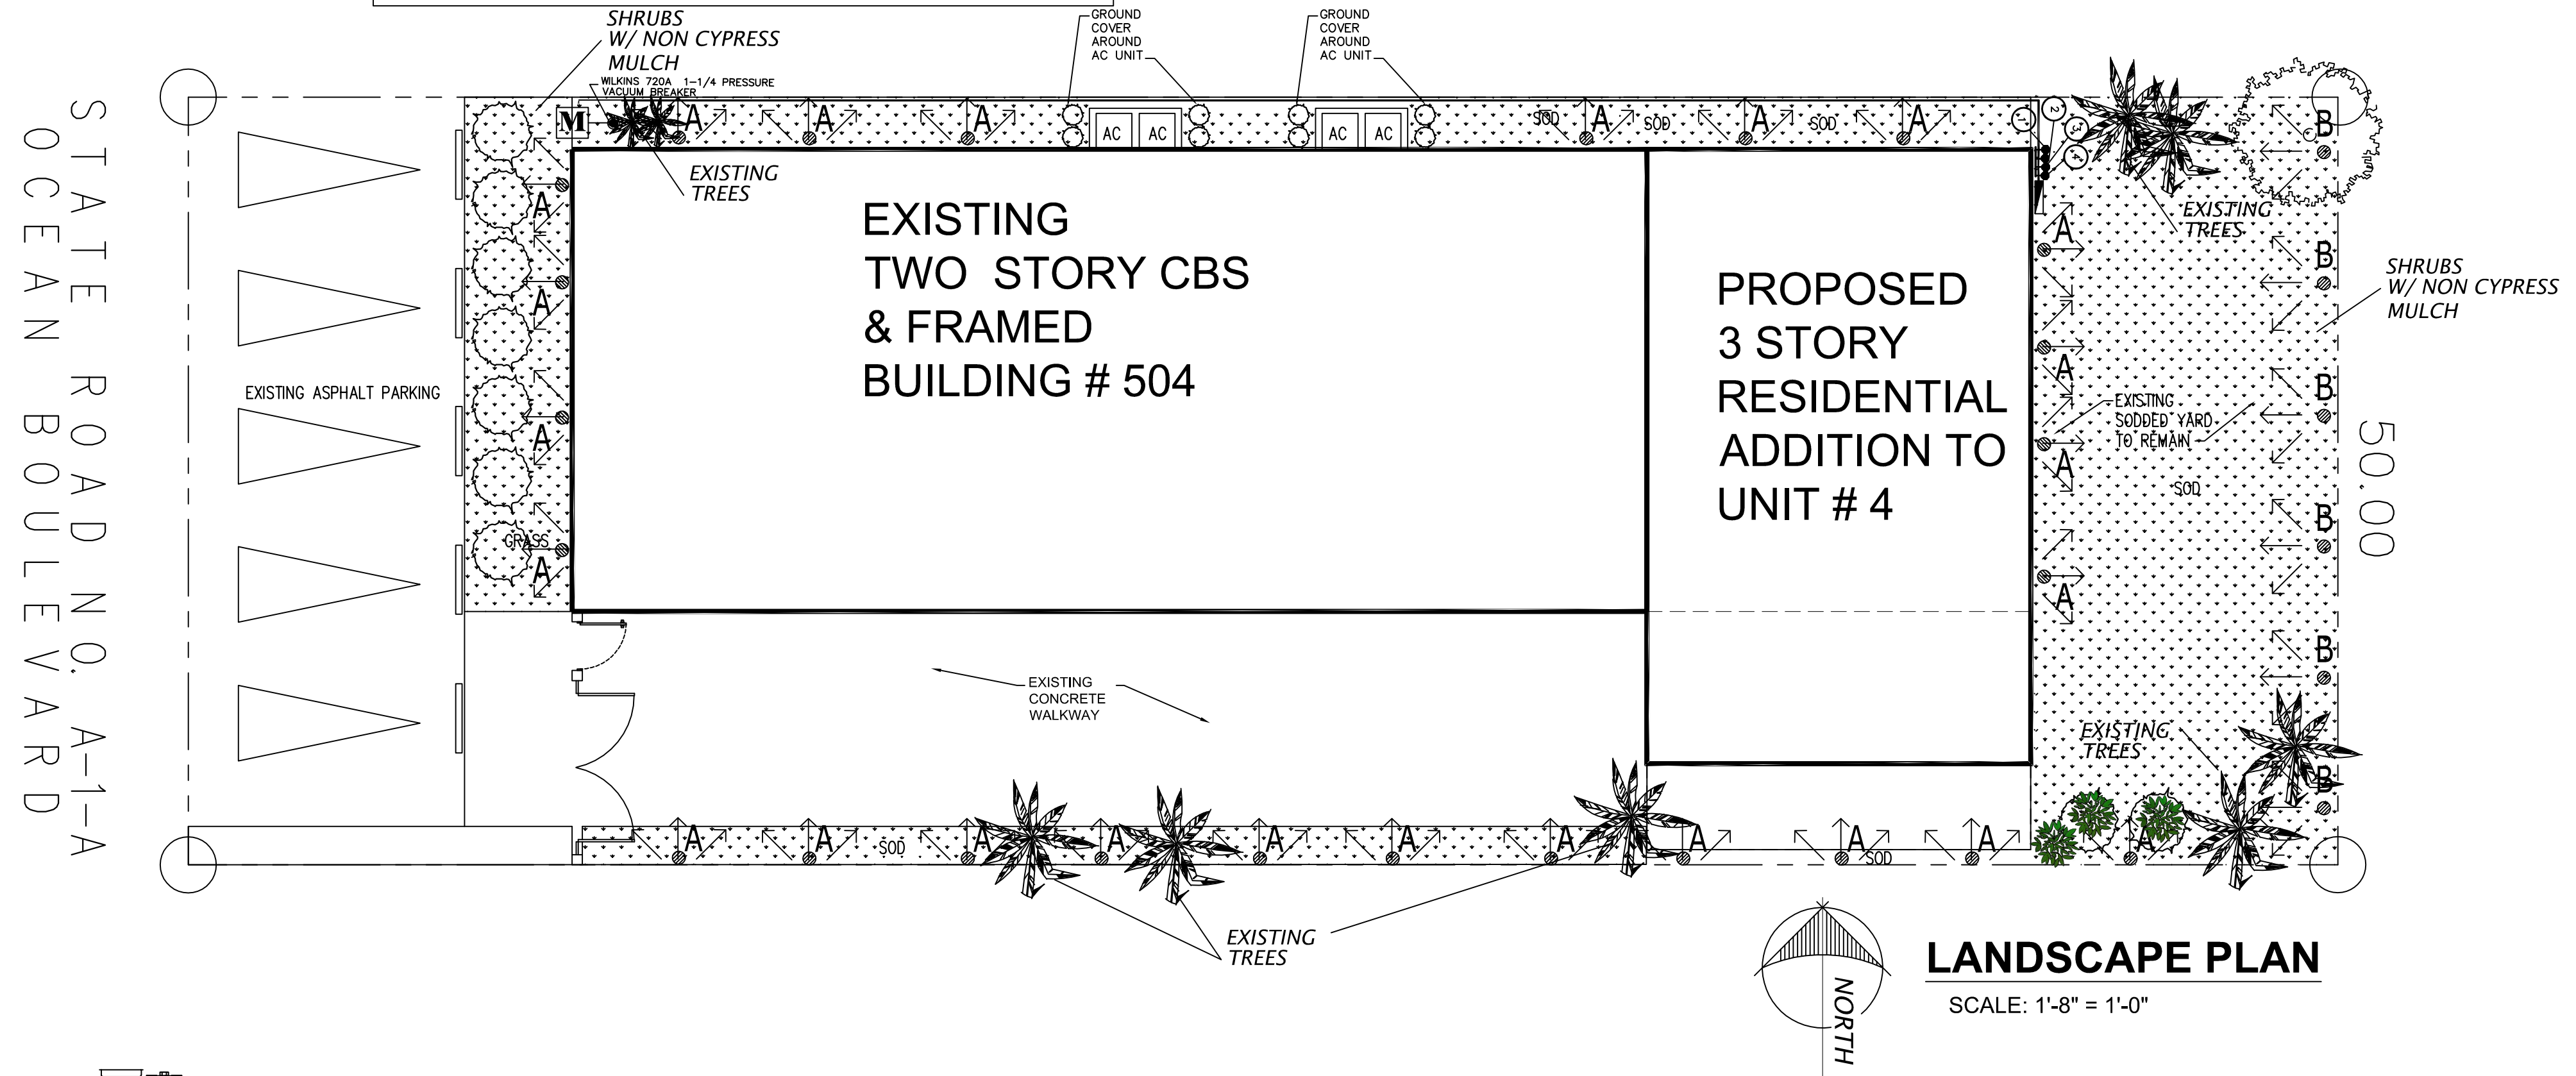 SHRUBS
W/ NON CYPRESS
MULCH
WILKINS 720A 1-1/4 PRESSURE
VACUUM BREAKER
GROUND
COVER
AROUND
AC UNIT
GROUND
COVER
AROUND
AC UNIT
STATE ROAD NO. A-1-A
OCEAN BOULEVARD
M
A
A
A
AC
AC
AC
AC
SOD
A
SOD
A
SOD
A
1
2
3
4
B
EXISTING
TREES
EXISTING
TREES
A
A
A
GRASS
A
EXISTING ASPHALT PARKING
EXISTING
TWO STORY CBS
& FRAMED
BUILDING # 504
PROPOSED
3 STORY
RESIDENTIAL
ADDITION TO
UNIT # 4
A
A
A
A
EXISTING
SODDED YARD
TO REMAIN
SOD
B
B
B
B
B
SHRUBS
W/ NON CYPRESS
MULCH
50.00
EXISTING
CONCRETE
WALKWAY
EXISTING
TREES
A
A
SOD
A
A
A
A
A
A
A
SOD
A
A
EXISTING
TREES
NORTH
LANDSCAPE PLAN
SCALE: 1'-8" = 1'-0"